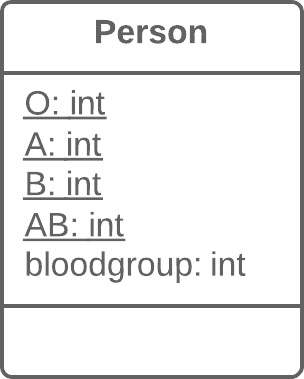 Person
O: int
A: int
B: int
AB: int
bloodgroup: int